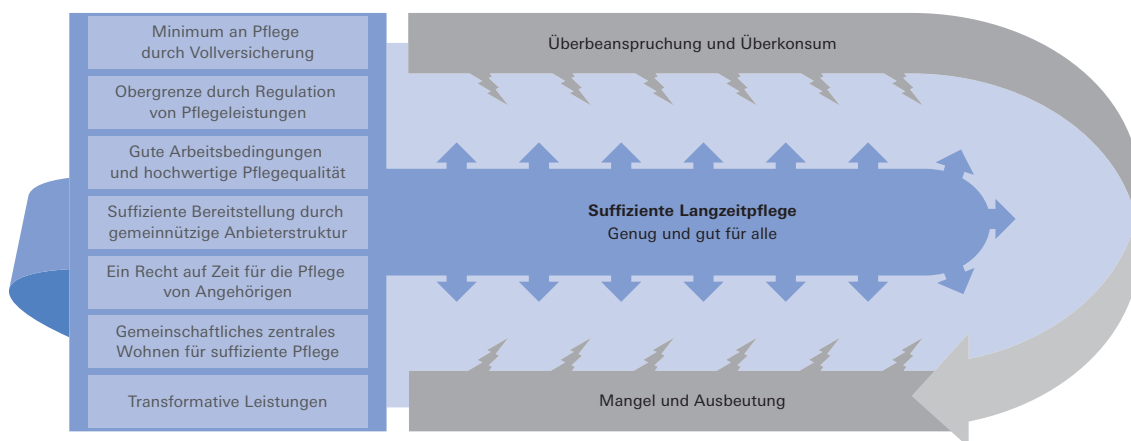 Minimum an Pflege
durch Vollversicherung
Obergrenze durch Regulation
von Pflegeleistungen
Gute Arbeitsbedingungen
und hochwertige Pflegequalität
Suffiziente Bereitstellung durch
gemeinnützige Anbieterstruktur
Ein Recht auf Zeit für die Pflege
von Angehörigen
Gemeinschaftliches zentrales
Wohnen für suffiziente Pflege
Transformative Leistungen
Überbeanspruchung und Überkonsum
Suffiziente Langzeitpflege
Genug und gut für alle
Mangel und Ausbeutung